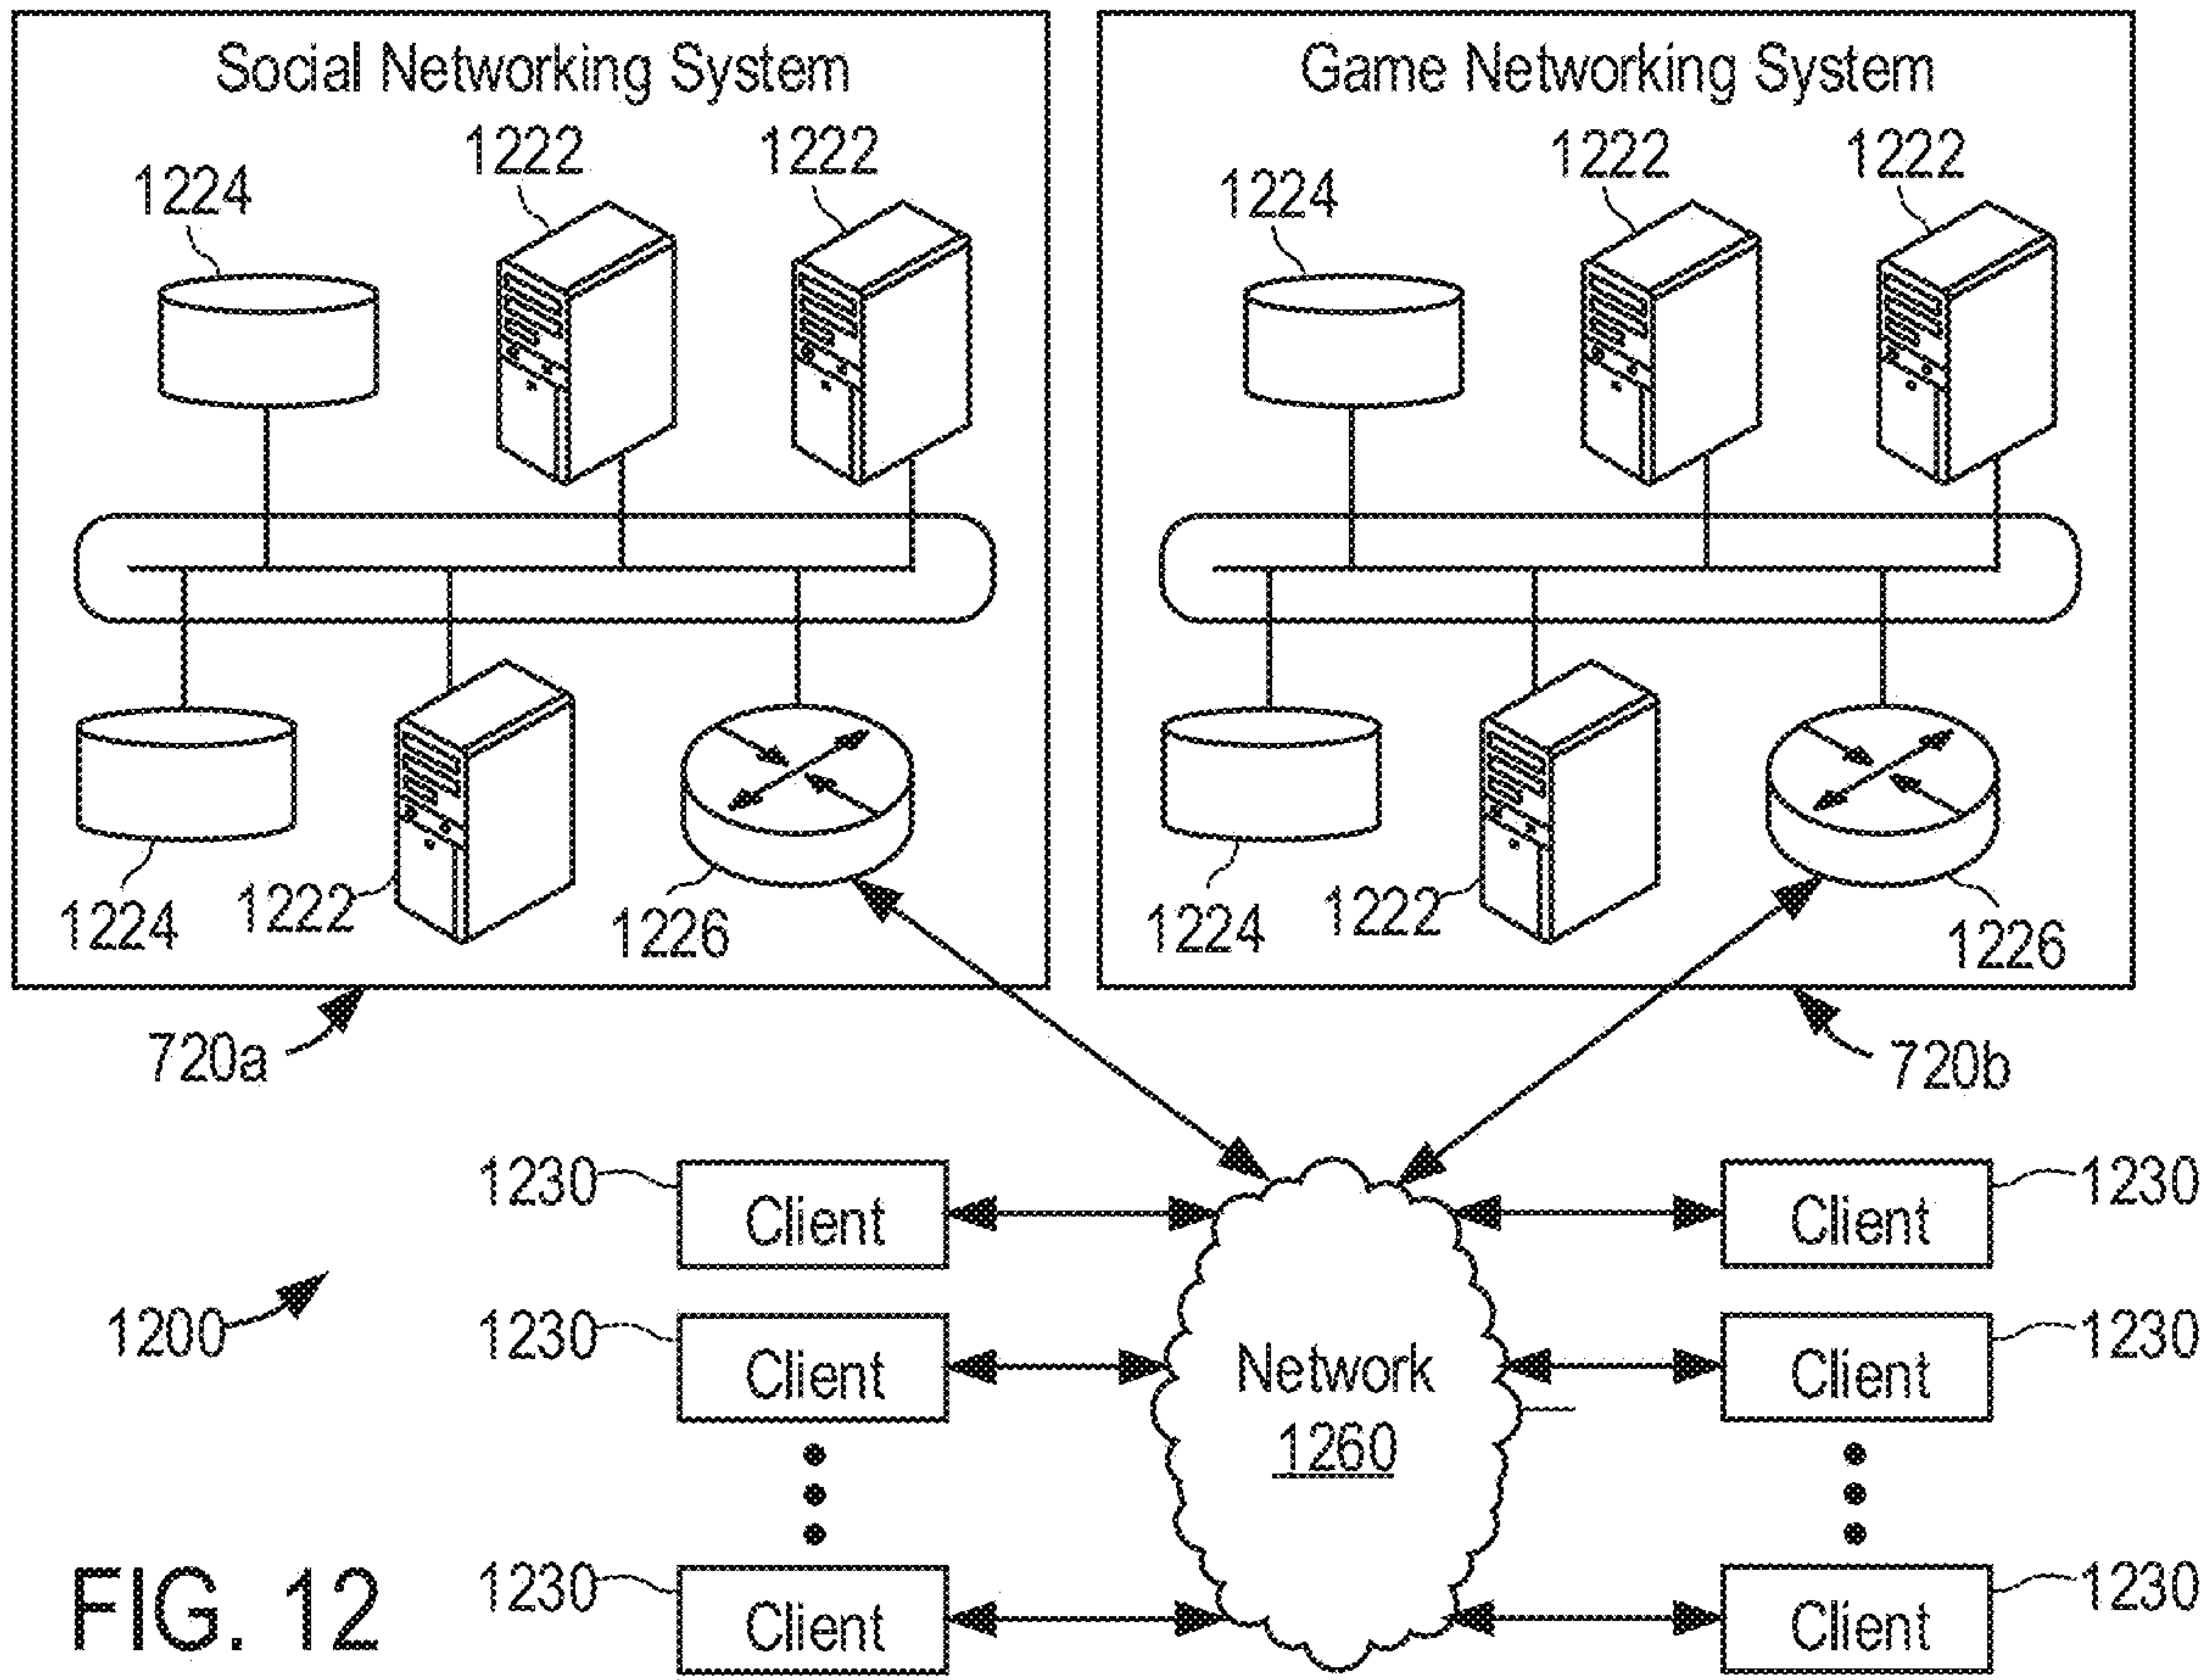 Social Networking System
1222 1222
1224
1224
1222
1226
720a
Game Networking System
1222 1222
1224
1224
1222
1226
720b
1230 Client
Client 1230
1200
1230 Client
Network
1260
Client 1230
1230 Client
Client 1230
FIG. 12